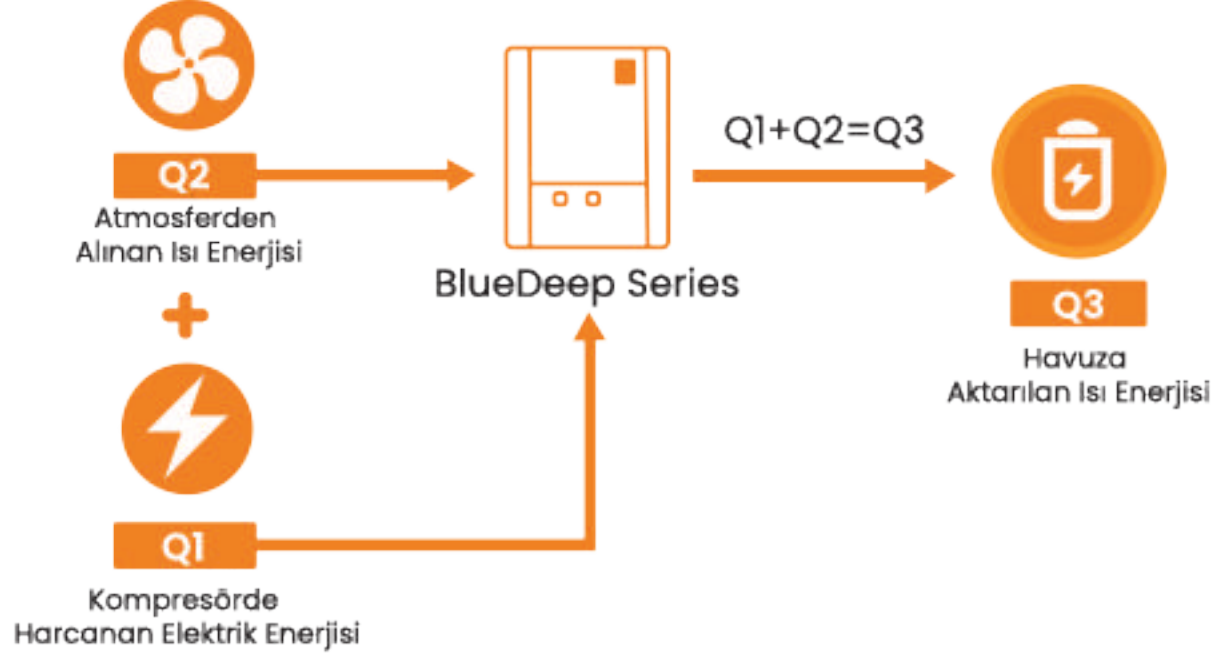 Q2
Atmosferden
Alınan Isı Enerjisi
Q1
Kompresörde
Harcanan Elektrik Enerjisi
BlueDeep Series
Q1+Q2=Q3
Q3
Havuza
Aktarılan Isı Enerjisi